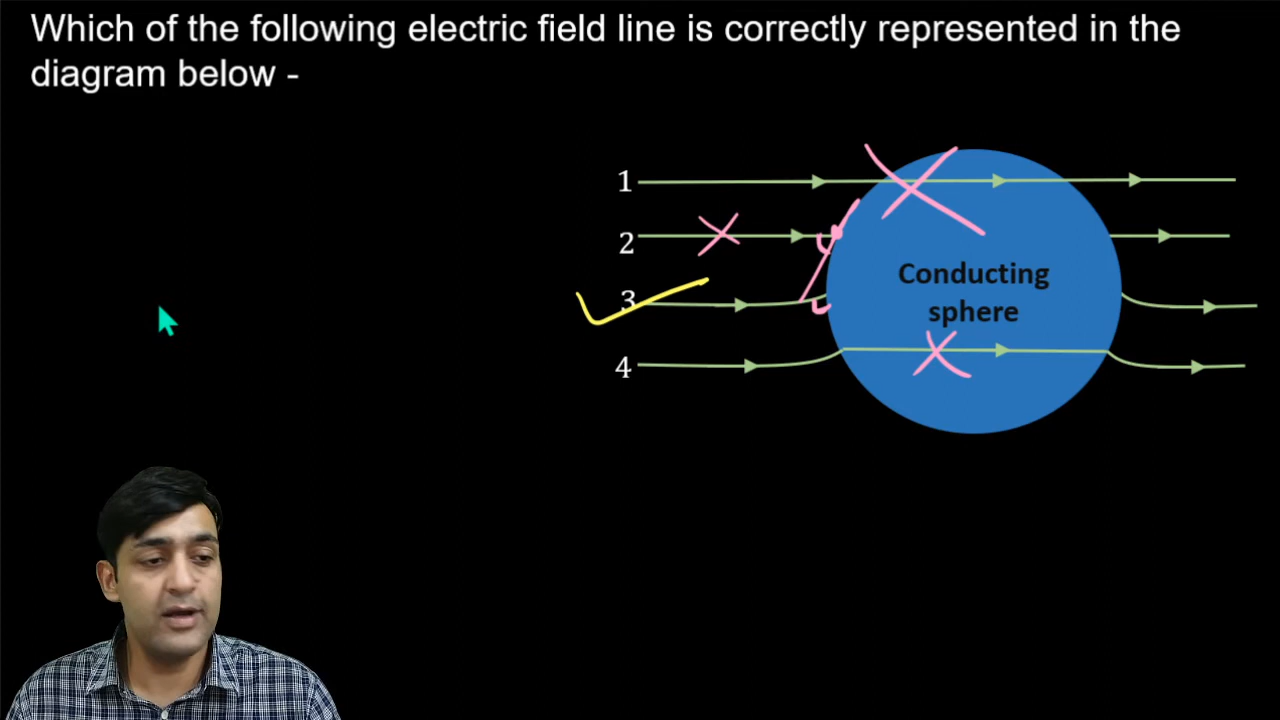 Which of the following electric field line is correctly represented in the
diagram below -
1
2
3
4
Conducting
sphere